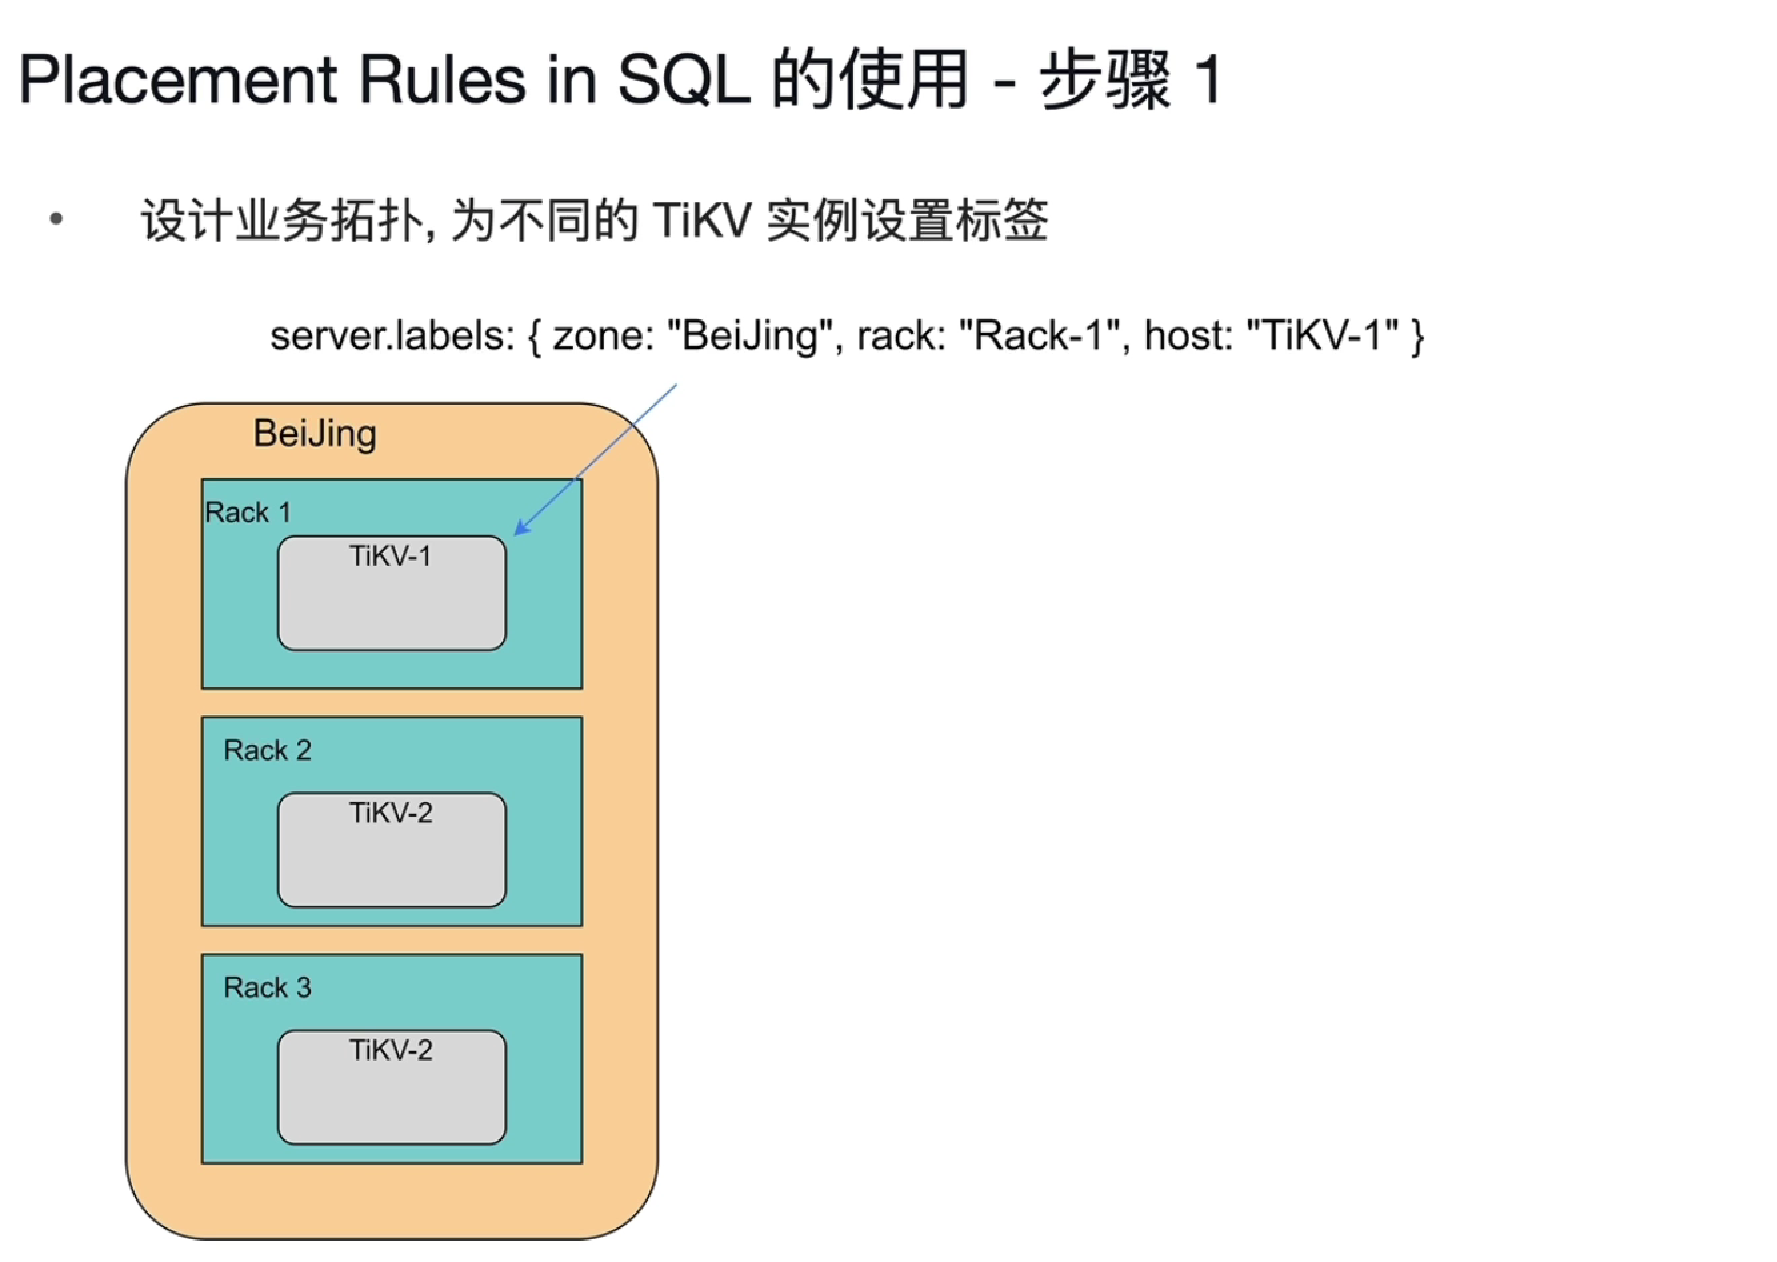 Placement Rules in SQL 的使用 - 步骤 1
• 设计业务拓扑, 为不同的 TiKV 实例设置标签
server.labels: { zone: "BeiJing", rack: "Rack-1", host: "TiKV-1" }
BeiJing
Rack 1
TiKV-1
Rack 2
TiKV-2
Rack 3
TiKV-2